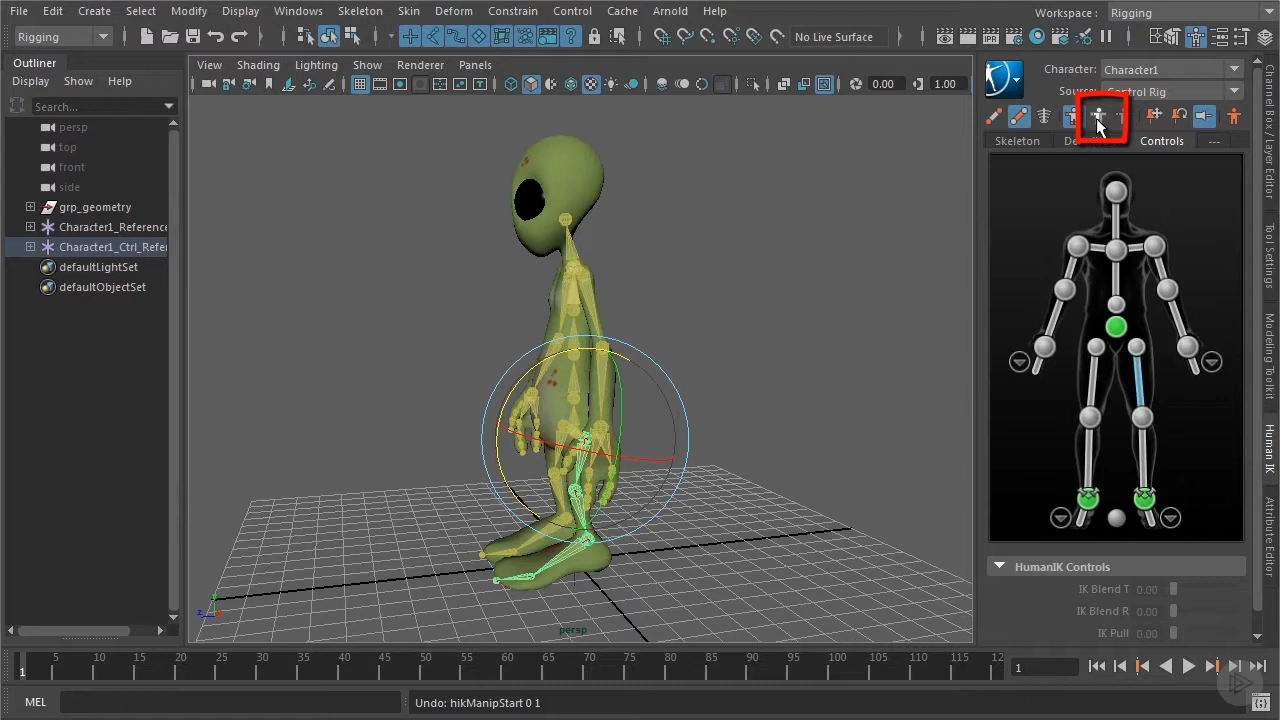 File Edit Create Select Modify Display Windows Skeleton Skin Deform Constrain Control Cache Arnold Help
Workspace : Rigging
Rigging
No Live Surface
Outliner
Display Show Help
Search...
persp
top
front
side
grp_geometry
Character1_Reference
Character1_Ctrl_Refer
defaultLightSet
defaultObjectSet
View Shading Lighting Show Renderer Panels
0.00 1.00
persp
Character: Character1
Source: Control Rig
Skeleton De Controls ---
HumanIK Controls
IK Blend T 0.00
IK Blend R 0.00
IK Pull 0.00
Channel Box / Layer Editor
Tool Settings
Modeling Toolkit
Human IK
Attribute Editor
1 5 10 15 20 25 30 35 40 45 50 55 60 65 70 75 80 85 90 95 100 105 110 115 12
1
MEL
Undo: hikManipStart 0 1